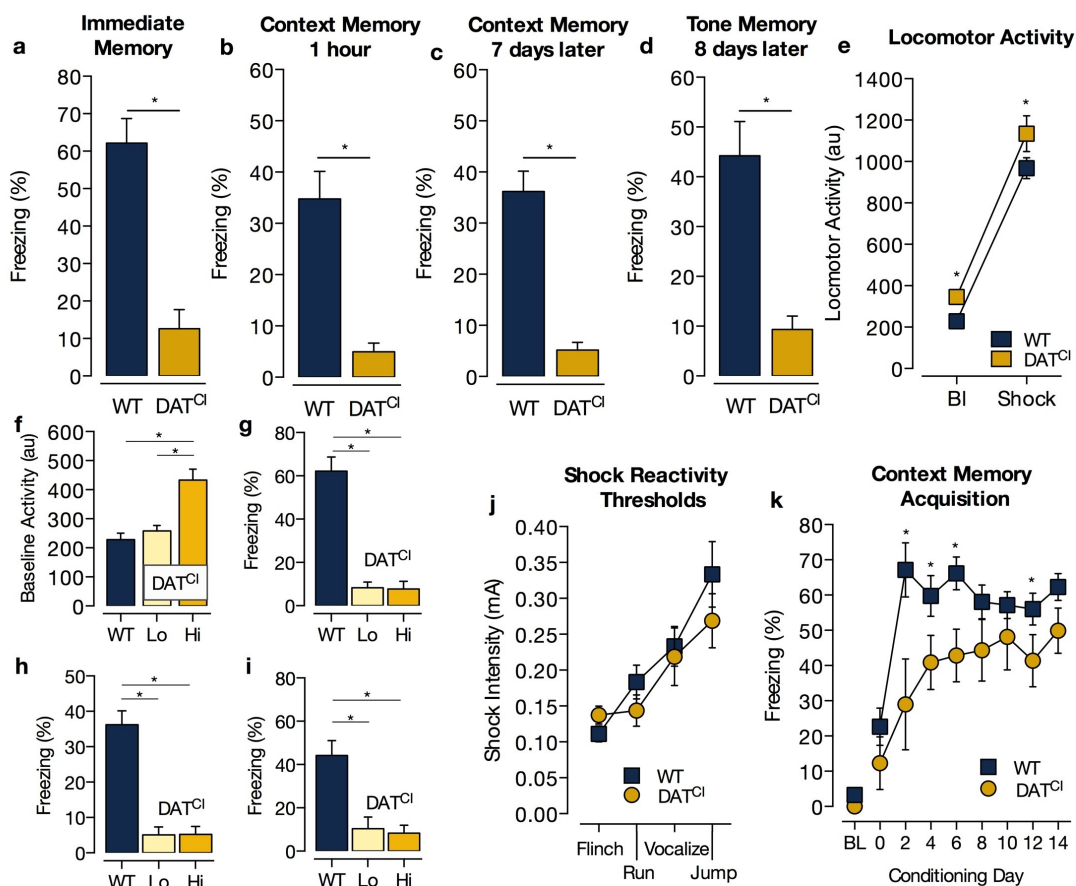 a
Immediate
Memory
Freezing (%)
80
70
60
50
40
30
20
10
0
*
WT DAT^CI
b
Context Memory
1 hour
Freezing (%)
60
50
40
30
20
10
0
*
WT DAT^CI
c
Context Memory
7 days later
Freezing (%)
60
50
40
30
20
10
0
*
WT DAT^CI
d
Tone Memory
8 days later
Freezing (%)
60
50
40
30
20
10
0
*
WT DAT^CI
e
Locomotor Activity
Locmotor Activity (au)
1400
1200
1000
800
600
400
200
0
*
*
WT
DAT^CI
Bl Shock
f
Baseline Activity (au)
600
500
400
300
200
100
0
*
*
DAT^CI
WT Lo Hi
g
Freezing (%)
80
60
40
20
0
*
*
DAT^CI
WT Lo Hi
h
Freezing (%)
50
40
30
20
10
0
*
*
DAT^CI
WT Lo Hi
i
Freezing (%)
80
60
40
20
0
*
*
DAT^CI
WT Lo Hi
j
Shock Reactivity
Thresholds
Shock Intensity (mA)
0.40
0.35
0.30
0.25
0.20
0.15
0.10
0.05
0.00
WT
DAT^CI
Flinch Vocalize
Run Jump
k
Context Memory
Acquisition
Freezing (%)
80
70
60
50
40
30
20
10
0
* * * *
WT
DAT^CI
BL 0 2 4 6 8 10 12 14
Conditioning Day